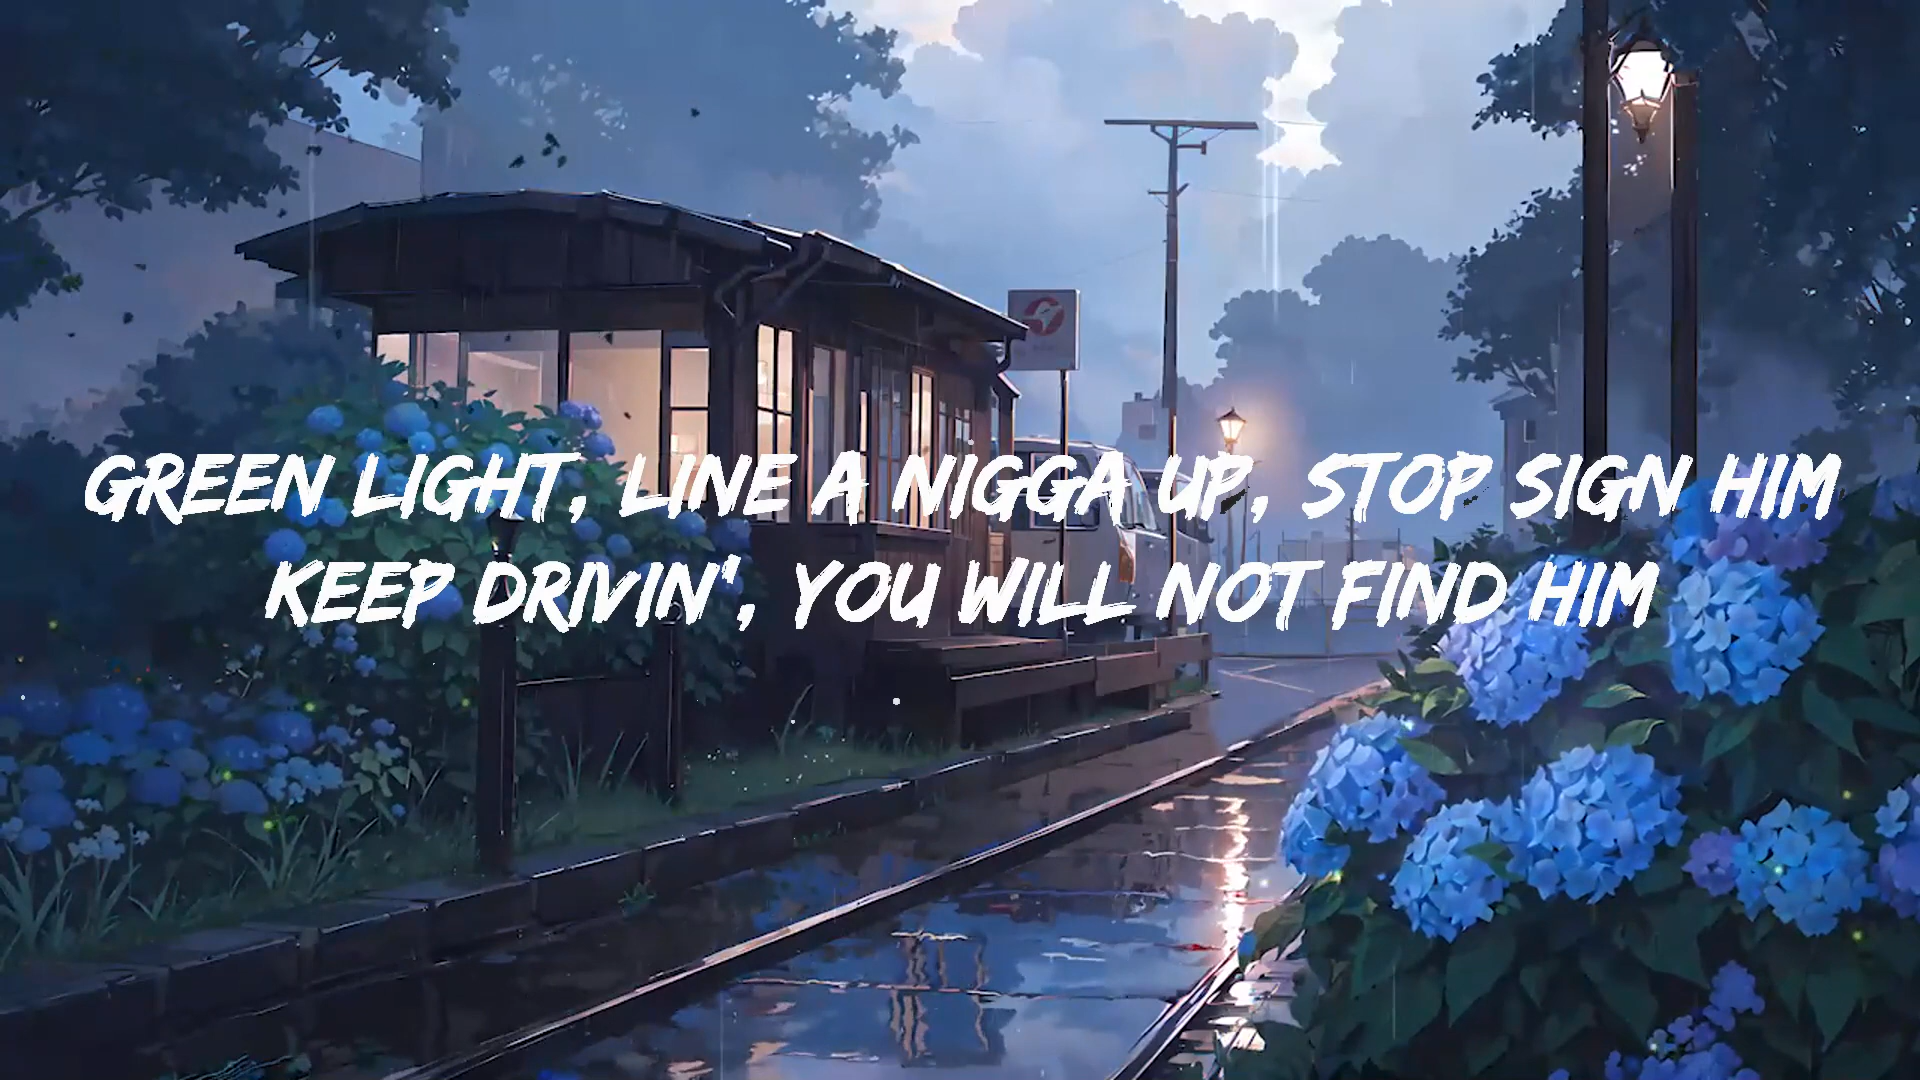 GREEN LIGHT, LINE A NIGGA UP, STOP SIGN HIM
KEEP DRIVIN', YOU WILL NOT FIND HIM